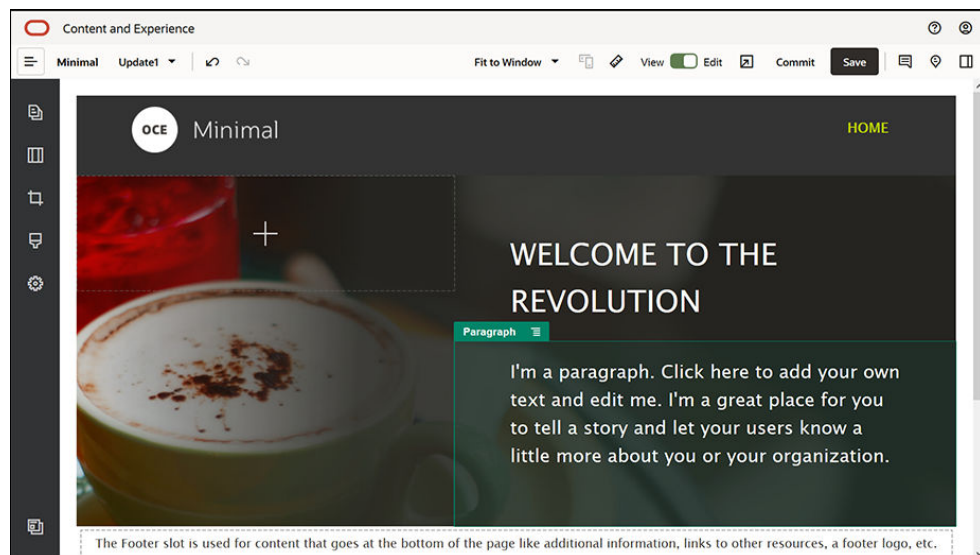 Content and Experience
Minimal Update1 Fit to Window View Edit Commit Save
OCE Minimal HOME
WELCOME TO THE
REVOLUTION
Paragraph
I'm a paragraph. Click here to add your own
text and edit me. I'm a great place for you
to tell a story and let your users know a
little more about you or your organization.
The Footer slot is used for content that goes at the bottom of the page like additional information, links to other resources, a footer logo, etc.